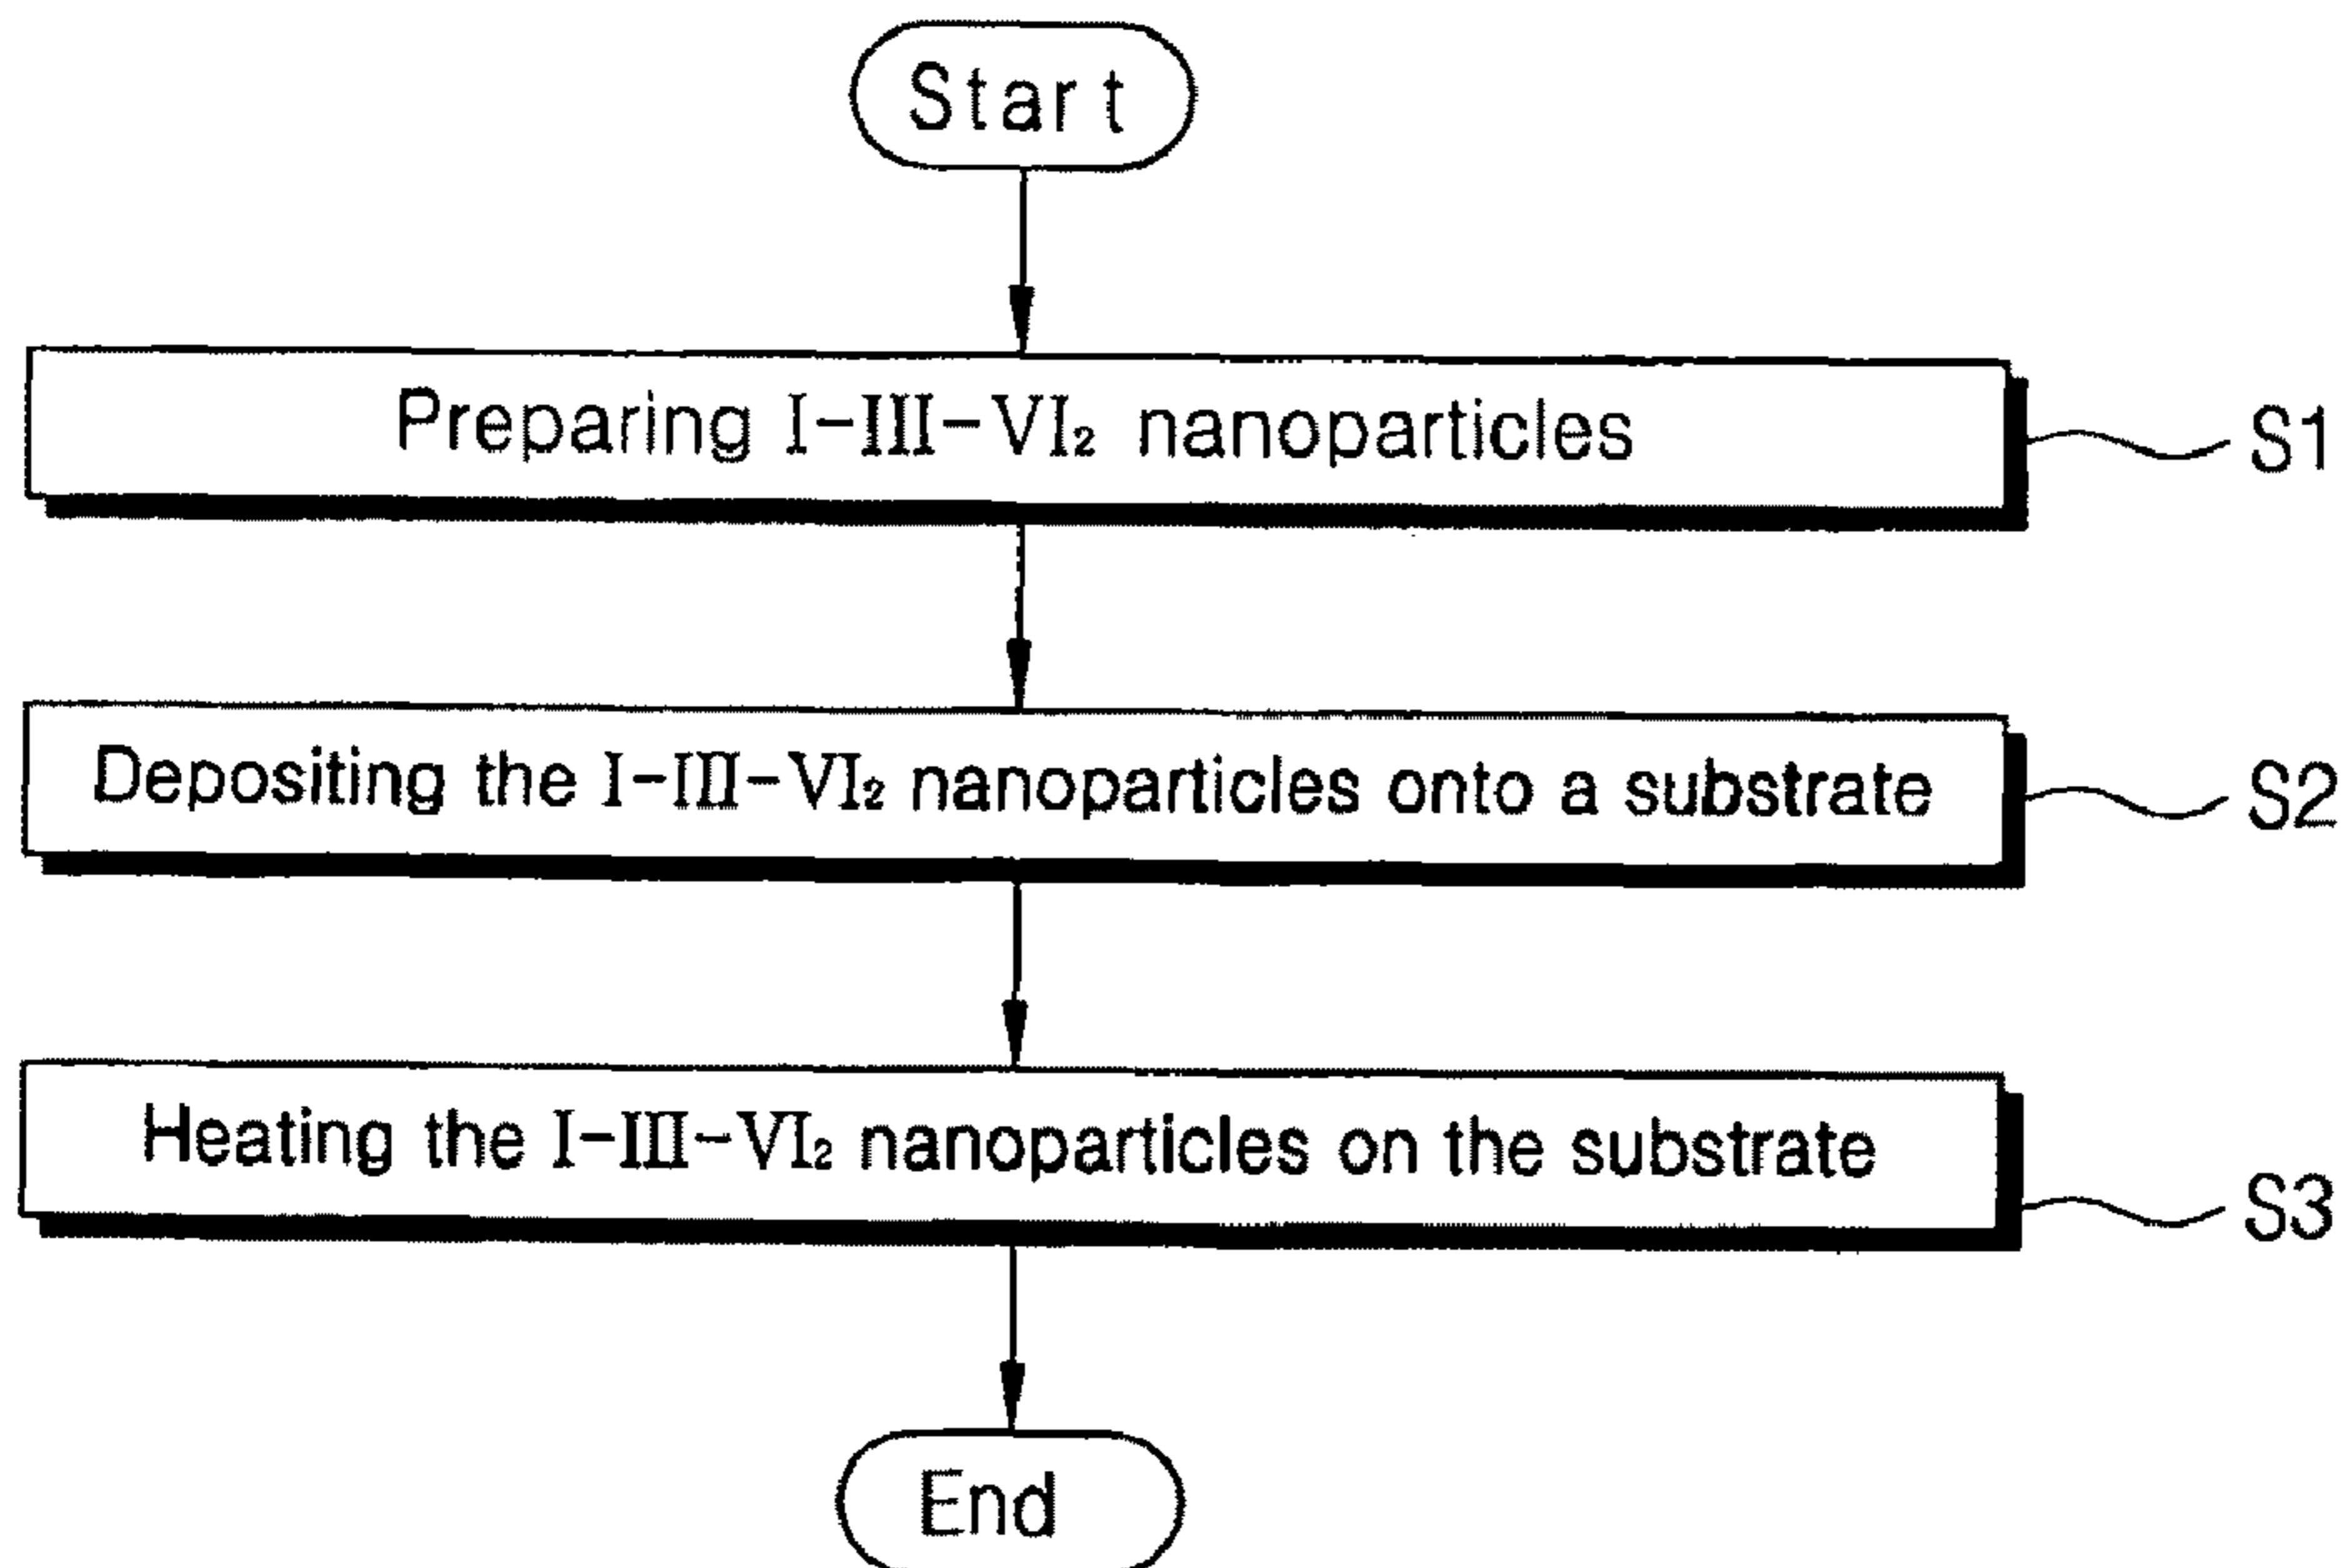 Start
Preparing I-III-VI₂ nanoparticles
S1
Depositing the I-III-VI₂ nanoparticles onto a substrate
S2
Heating the I-III-VI₂ nanoparticles on the substrate
S3
End